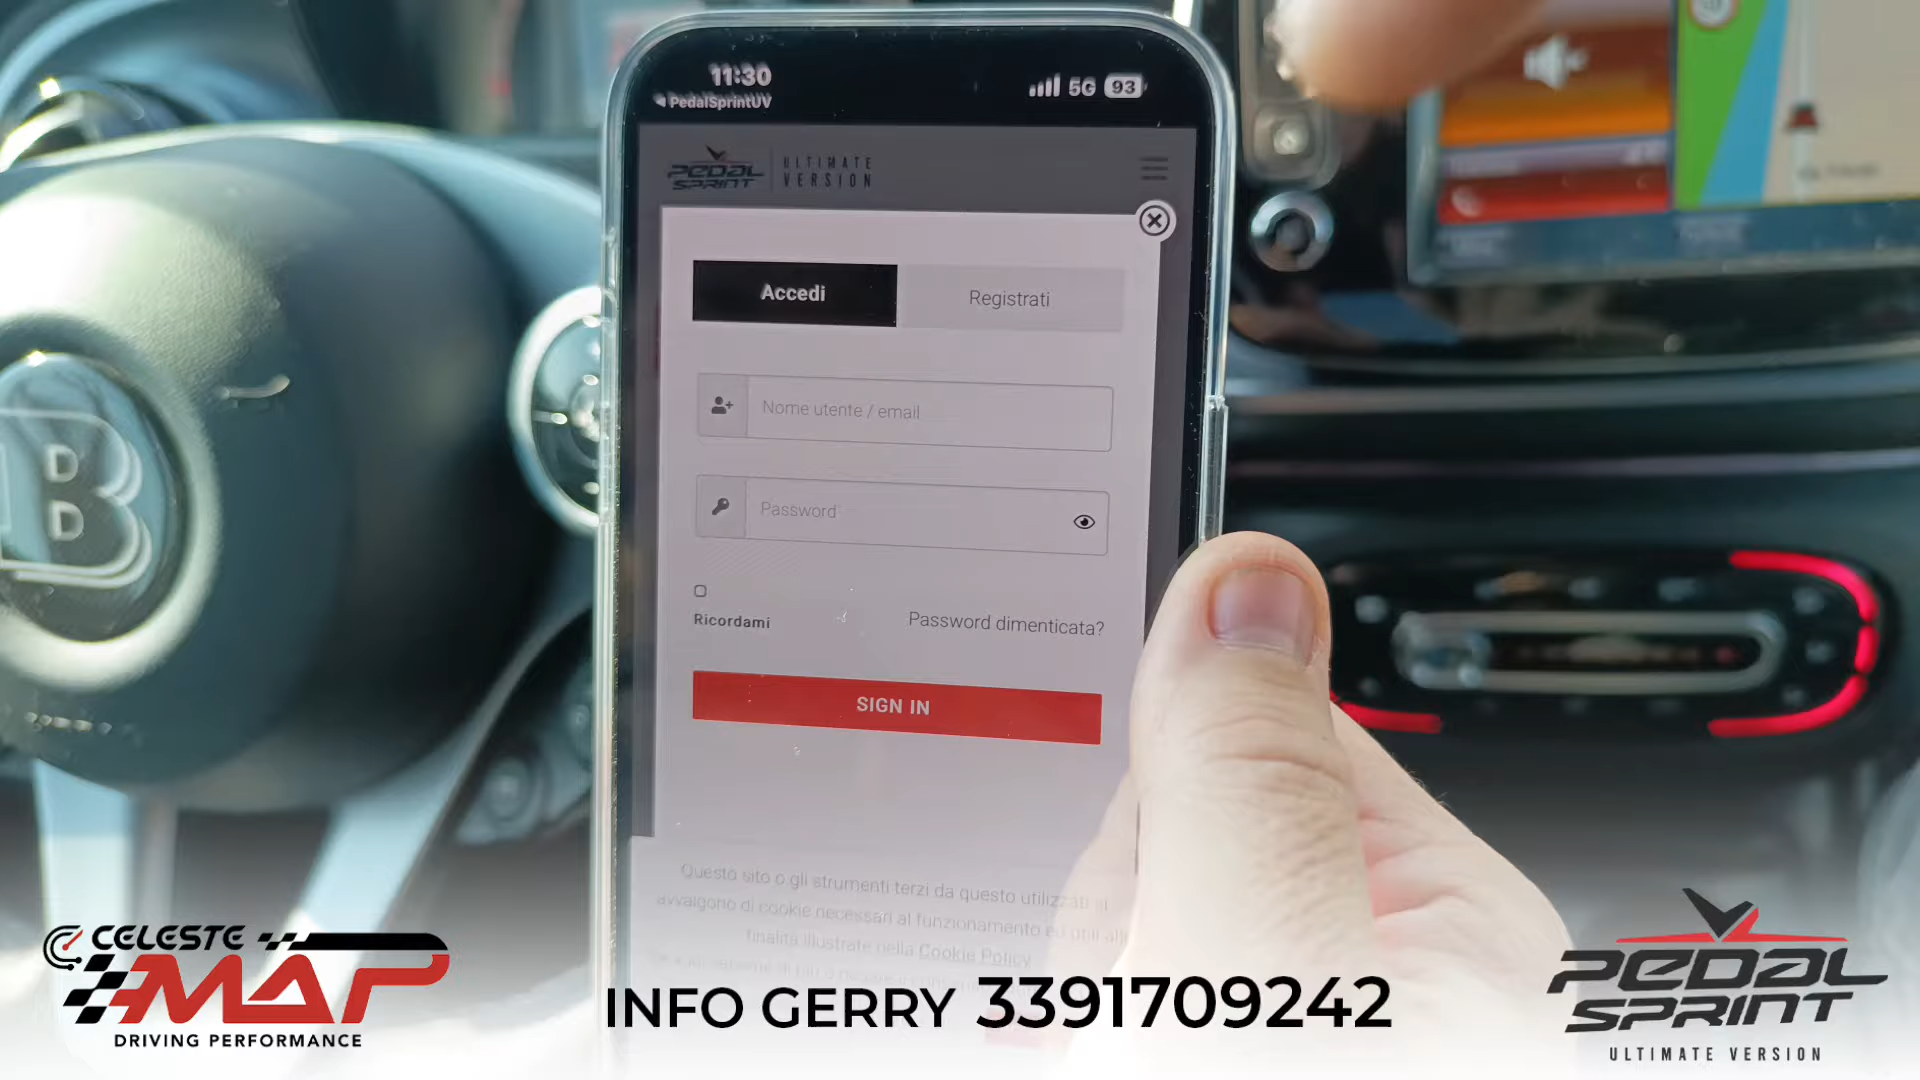 11:30
5G 93
◀ PedalSprintUV
PEDAL SPRINT
ULTIMATE VERSION
Accedi
Registrati
Nome utente / email
Password
Ricordami
Password dimenticata?
SIGN IN
Questo sito o gli strumenti terzi da questo utilizzati si
avvalgono di cookie necessari al funzionamento ed utili alle
finalità illustrate nella Cookie Policy.
B
CELESTE
MAP
DRIVING PERFORMANCE
INFO GERRY 3391709242
PEDAL
SPRINT
ULTIMATE VERSION